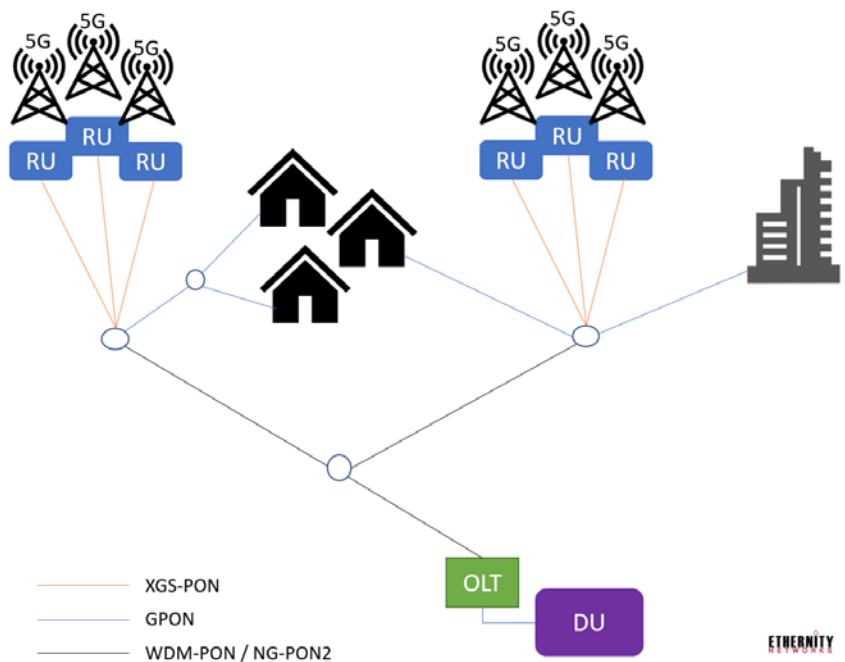 5G
5G
5G
5G
5G
5G
RU
RU
RU
RU
RU
RU
OLT
DU
XGS-PON
GPON
WDM-PON / NG-PON2
ETHERNITY
NETWORKS